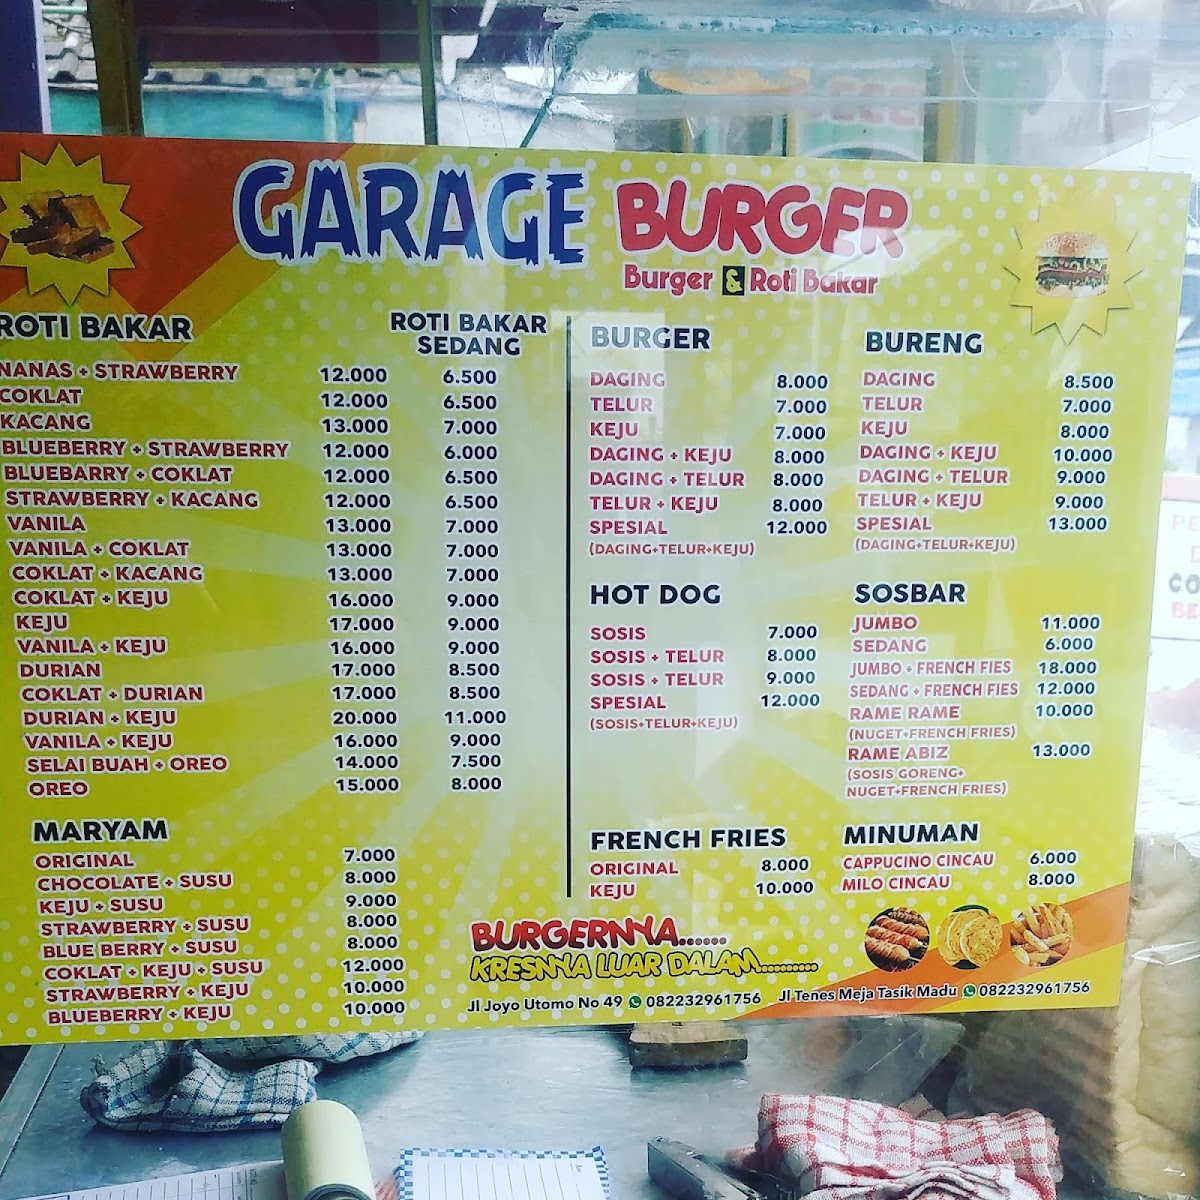 GARAGE BURGER
Burger & Roti Bakar
ROTI BAKAR
ROTI BAKAR SEDANG
NANAS + STRAWBERRY 12.000 6.500
COKLAT 12.000 6.500
KACANG 13.000 7.000
BLUEBERRY + STRAWBERRY 12.000 6.000
BLUEBARRY + COKLAT 12.000 6.500
STRAWBERRY + KACANG 12.000 6.500
VANILA 13.000 7.000
VANILA + COKLAT 13.000 7.000
COKLAT + KACANG 13.000 7.000
COKLAT + KEJU 16.000 9.000
KEJU 17.000 9.000
VANILA + KEJU 16.000 9.000
DURIAN 17.000 8.500
COKLAT + DURIAN 17.000 8.500
DURIAN + KEJU 20.000 11.000
VANILA + KEJU 16.000 9.000
SELAI BUAH + OREO 14.000 7.500
OREO 15.000 8.000
MARYAM
ORIGINAL 7.000
CHOCOLATE + SUSU 8.000
KEJU + SUSU 9.000
STRAWBERRY + SUSU 8.000
BLUE BERRY + SUSU 8.000
COKLAT + KEJU + SUSU 12.000
STRAWBERRY + KEJU 10.000
BLUEBERRY + KEJU 10.000
BURGER
DAGING 8.000
TELUR 7.000
KEJU 7.000
DAGING + KEJU 8.000
DAGING + TELUR 8.000
TELUR + KEJU 8.000
SPESIAL 12.000
(DAGING+TELUR+KEJU)
HOT DOG
SOSIS 7.000
SOSIS + TELUR 8.000
SOSIS + TELUR 9.000
SPESIAL 12.000
(SOSIS+TELUR+KEJU)
FRENCH FRIES
ORIGINAL 8.000
KEJU 10.000
BURENG
DAGING 8.500
TELUR 7.000
KEJU 8.000
DAGING + KEJU 10.000
DAGING + TELUR 9.000
TELUR + KEJU 9.000
SPESIAL 13.000
(DAGING+TELUR+KEJU)
SOSBAR
JUMBO 11.000
SEDANG 6.000
JUMBO + FRENCH FIES 18.000
SEDANG + FRENCH FIES 12.000
RAME RAME 10.000
(NUGET+FRENCH FRIES)
RAME ABIZ 13.000
(SOSIS GORENG+
NUGET+FRENCH FRIES)
MINUMAN
CAPPUCINO CINCAU 6.000
MILO CINCAU 8.000
BURGERNYA......
KRESNYA LUAR DALAM..........
Jl Joyo Utomo No 49 082232961756 Jl Tenes Meja Tasik Madu 082232961756